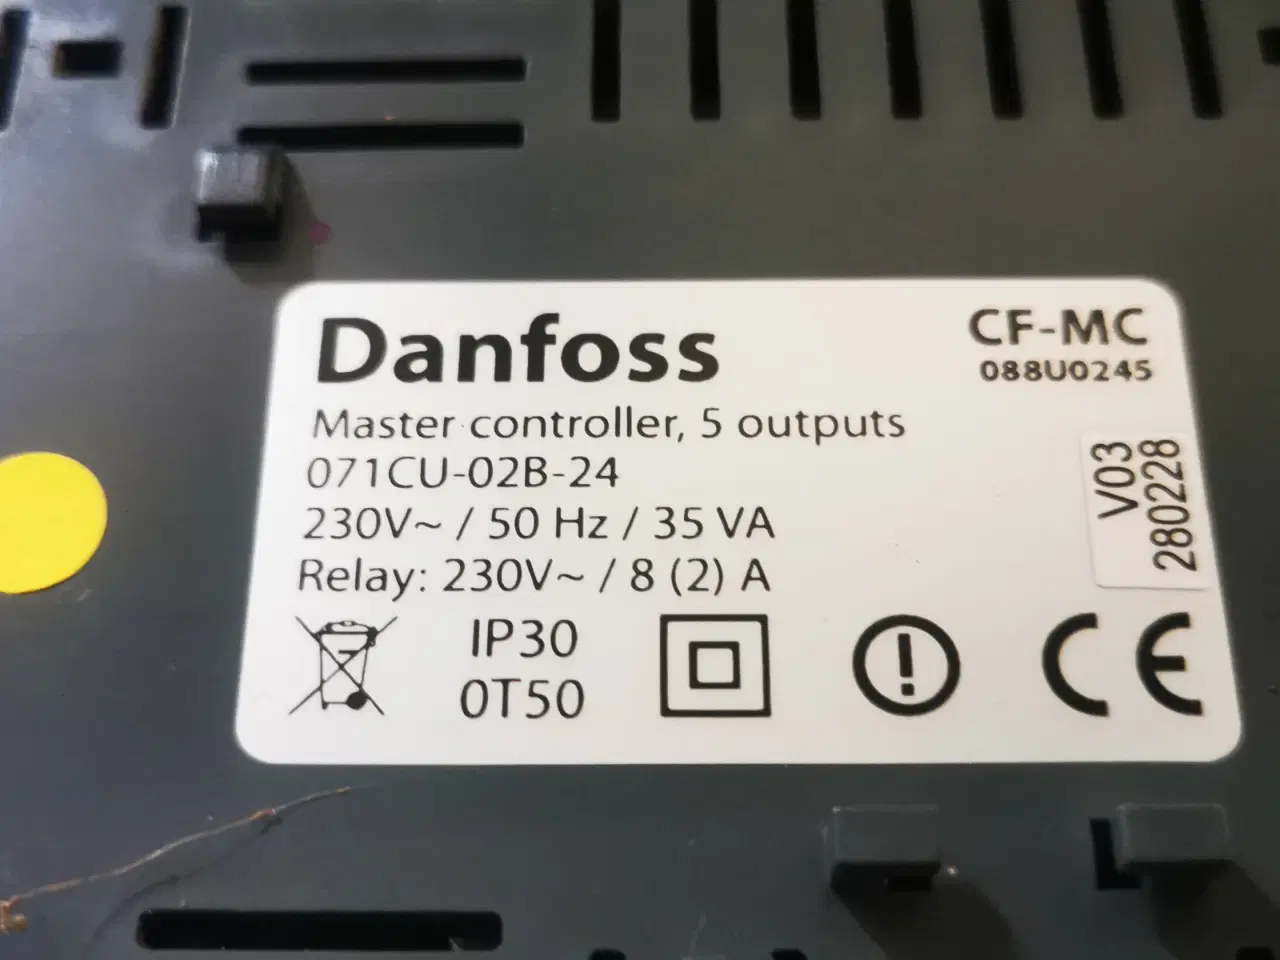 Danfoss
CF-MC
088U0245
Master controller, 5 outputs
071CU-02B-24
230V~ / 50 Hz / 35 VA
Relay: 230V~ / 8 (2) A
V03
280228
IP30
0T50
CE